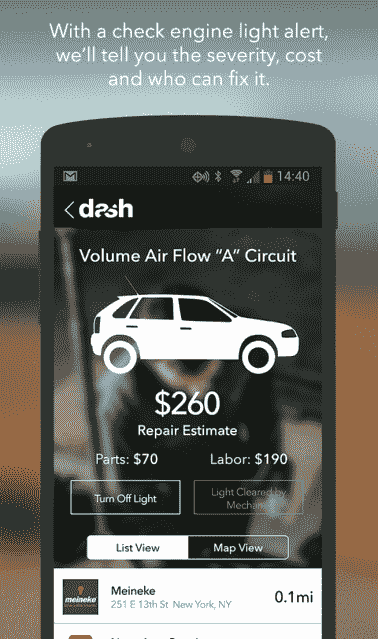 With a check engine light alert,
we'll tell you the severity, cost
and who can fix it.
14:40
dash
Volume Air Flow "A" Circuit
$260
Repair Estimate
Parts: $70 Labor: $190
Turn Off Light
Light Cleared by
Mechanic
List View Map View
meineke
Meineke
251 E 13th St New York, NY
0.1mi